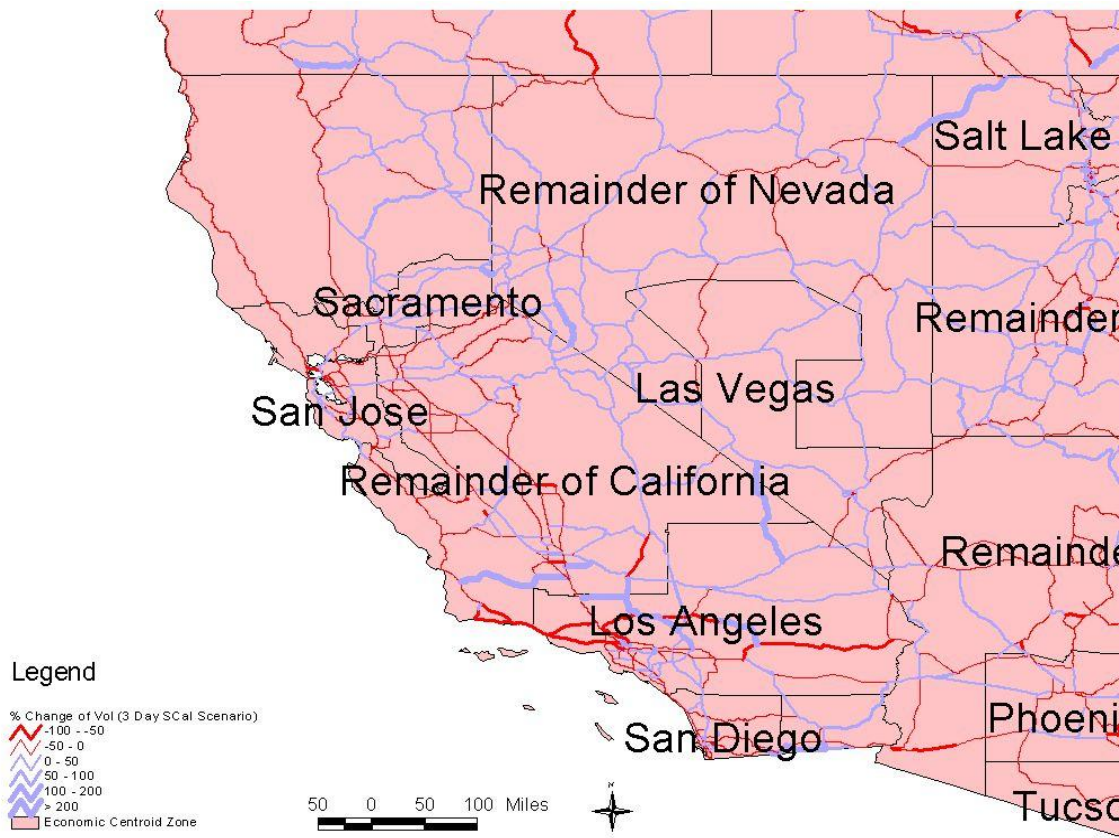 Salt Lake
Remainder of Nevada
Sacramento
Remainder
Las Vegas
San Jose
Remainder of California
Remainde
Los Angeles
Legend
% Change of Vol (3 Day SCal Scenario)
-100 - -50
-50 - 0
0 - 50
50 - 100
100 - 200
> 200
Economic Centroid Zone
San Diego
Phoeni
Tucso
50 0 50 100 Miles
N